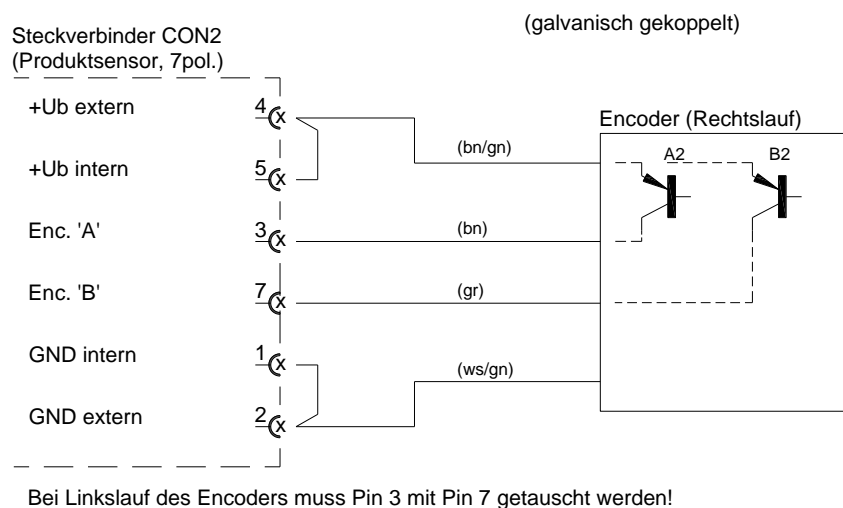 (galvanisch gekoppelt)
Steckverbinder CON2
(Produktsensor, 7pol.)
+Ub extern 4 x
Encoder (Rechtslauf)
(bn/gn)
A2 B2
+Ub intern 5 x
Enc. 'A' 3 x (bn)
Enc. 'B' 7 x (gr)
GND intern 1 x
(ws/gn)
GND extern 2 x
Bei Linkslauf des Encoders muss Pin 3 mit Pin 7 getauscht werden!